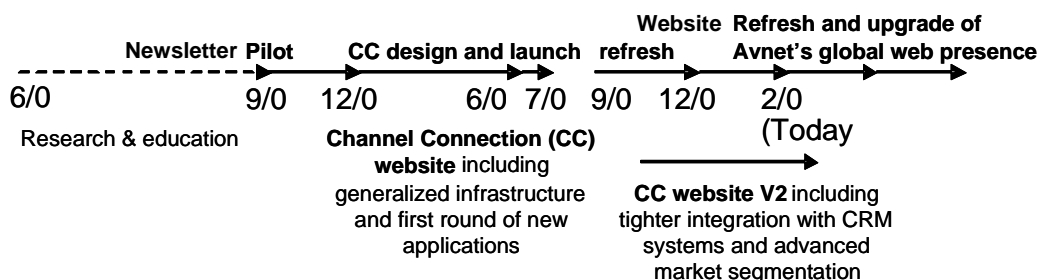 Newsletter Pilot CC design and launch Website refresh Refresh and upgrade of
Avnet's global web presence
6/0 9/0 12/0 6/0 7/0 9/0 12/0 2/0
(Today
Research & education
Channel Connection (CC)
website including
generalized infrastructure
and first round of new
applications
CC website V2 including
tighter integration with CRM
systems and advanced
market segmentation